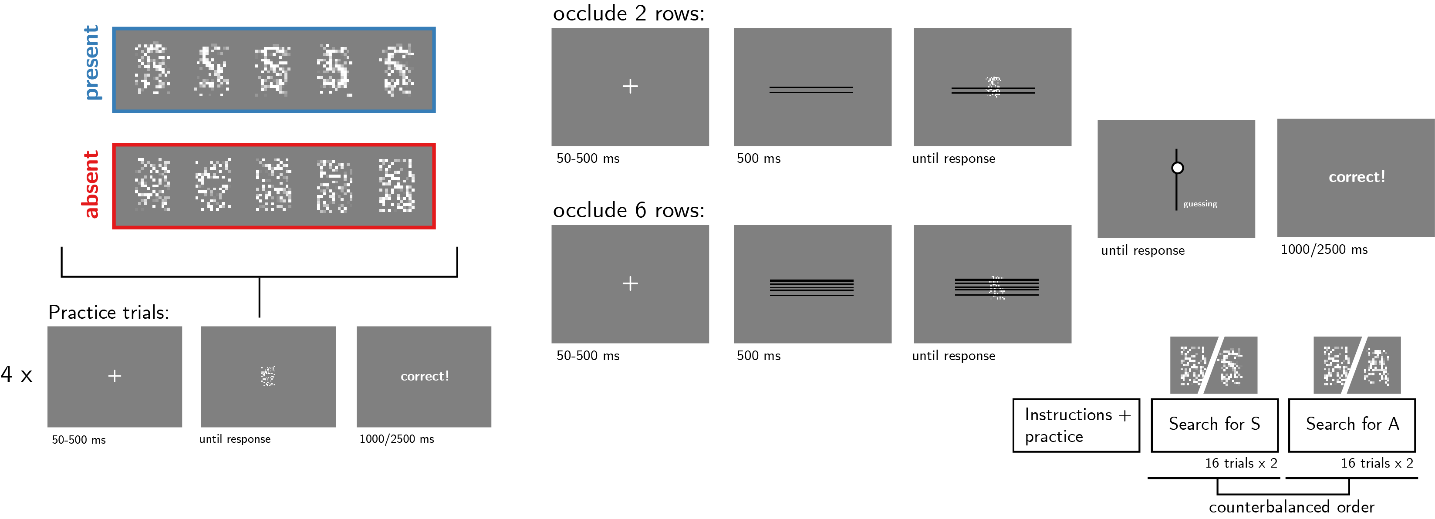 present
absent
Practice trials:
4 x
50-500 ms
until response
correct!
1000/2500 ms
occlude 2 rows:
50-500 ms
500 ms
until response
occlude 6 rows:
50-500 ms
500 ms
until response
guessing
until response
correct!
1000/2500 ms
Instructions +
practice
Search for S
16 trials x 2
Search for A
16 trials x 2
counterbalanced order